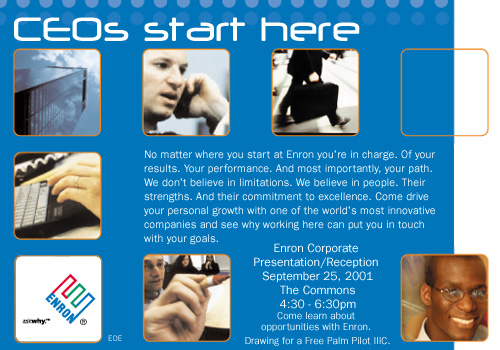 CEOs start here
No matter where you start at Enron you're in charge. Of your
results. Your performance. And most importantly, your path.
We don't believe in limitations. We believe in people. Their
strengths. And their commitment to excellence. Come drive
your personal growth with one of the world's most innovative
companies and see why working here can put you in touch
with your goals.
Enron Corporate
Presentation/Reception
September 25, 2001
The Commons
4:30 - 6:30pm
Come learn about
opportunities with Enron.
Drawing for a Free Palm Pilot IIIC.
ENRON
askwhy.™ ®
EOE